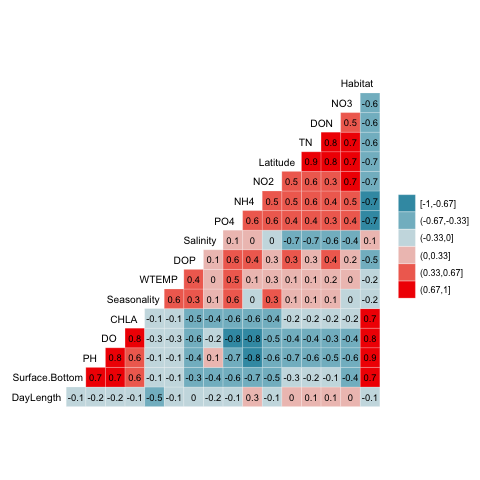 Habitat
NO3 -0.6
DON 0.5 -0.6
TN 0.8 0.7 -0.6
Latitude 0.9 0.8 0.7 -0.7
NO2 0.5 0.6 0.3 0.7 -0.7
NH4 0.5 0.5 0.6 0.4 0.5 -0.7
PO4 0.6 0.6 0.4 0.4 0.3 0.4 -0.7
Salinity 0.1 0 0 -0.7 -0.7 -0.6 -0.4 0.1
DOP 0.1 0.6 0.4 0.3 0.3 0.3 0.4 0.2 -0.5
WTEMP 0.4 0 0.5 0.1 0.3 0.1 0.1 0.2 0 -0.2
Seasonality 0.6 0.3 0.1 0.6 0 0.3 0.1 0.1 0.1 0 -0.2
CHLA -0.1 -0.1 -0.5 -0.4 -0.6 -0.6 -0.4 -0.2 -0.2 -0.2 -0.2 0.7
DO 0.8 -0.3 -0.3 -0.6 -0.2 -0.8 -0.8 -0.5 -0.4 -0.4 -0.3 -0.4 0.8
PH 0.8 0.6 -0.1 -0.1 -0.4 0.1 -0.7 -0.8 -0.6 -0.7 -0.6 -0.5 -0.6 0.9
Surface.Bottom 0.7 0.7 0.6 -0.1 -0.1 -0.3 -0.4 -0.6 -0.7 -0.5 -0.3 -0.2 -0.1 -0.4 0.7
DayLength -0.1 -0.2 -0.2 -0.1 -0.5 -0.1 0 -0.2 -0.1 0.3 -0.1 0 0.1 0.1 0 -0.1
[-1,-0.67]
(-0.67,-0.33]
(-0.33,0]
(0,0.33]
(0.33,0.67]
(0.67,1]